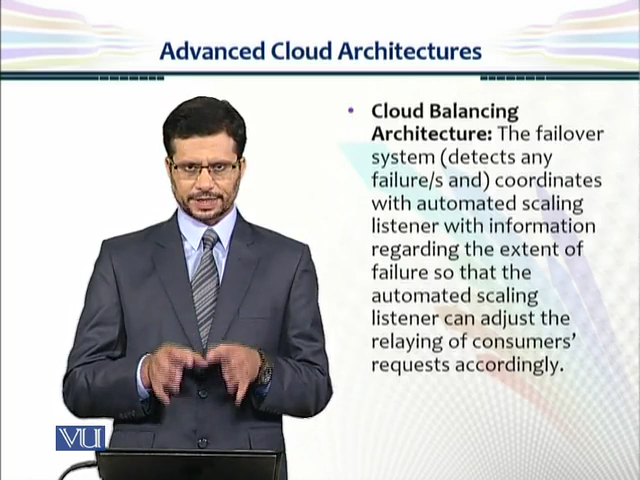 Advanced Cloud Architectures
• Cloud Balancing
Architecture: The failover
system (detects any
failure/s and) coordinates
with automated scaling
listener with information
regarding the extent of
failure so that the
automated scaling
listener can adjust the
relaying of consumers'
requests accordingly.
VU